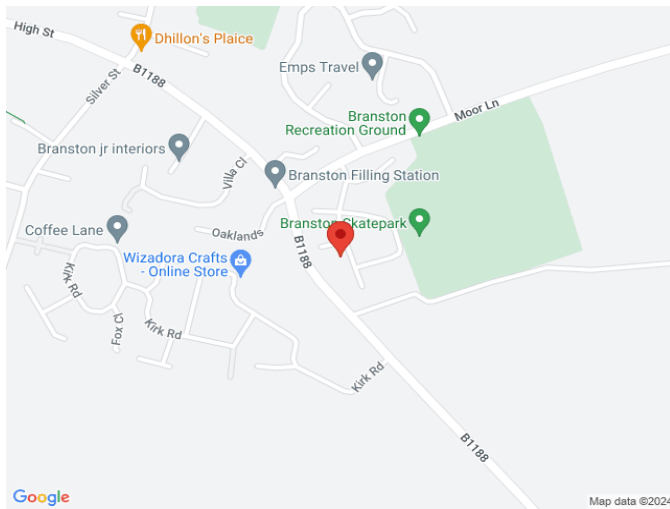 High St
Dhillon's Plaice
Silver St
B1188
Emps Travel
Moor Ln
Branston
Recreation Ground
Branston jr interiors
Villa Cl
Branston Filling Station
Branston Skatepark
Coffee Lane
Oaklands
B1188
Wizadora Crafts
- Online Store
Kirk Rd
Fox Cl
Kirk Rd
Kirk Rd
B1188
Google
Map data ©2024